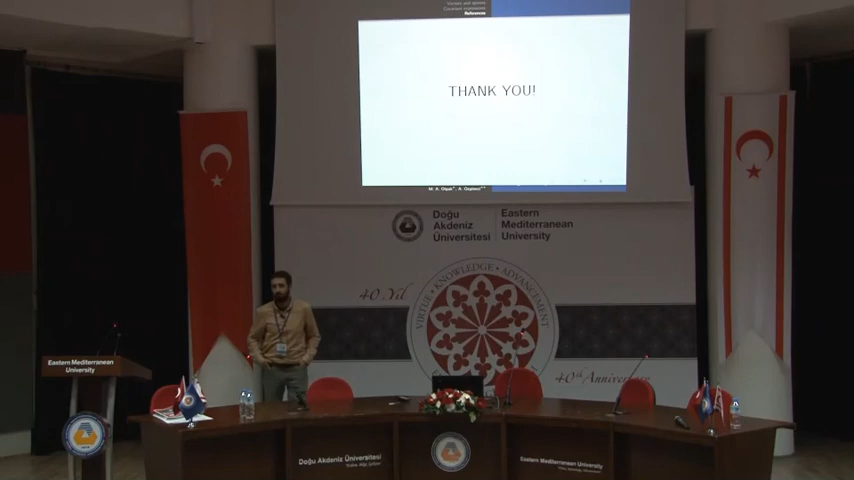 References
THANK YOU!
Doğu
Akdeniz
Üniversitesi
Eastern
Mediterranean
University
40.Yıl
VIRTUE • KNOWLEDGE • ADVANCEMENT
40th Anniversary
Eastern Mediterranean
University
Doğu Akdeniz Üniversitesi
Eastern Mediterranean University